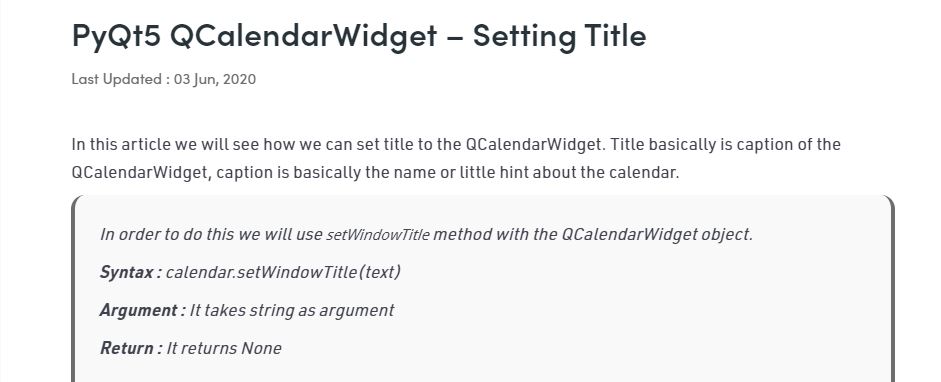 PyQt5 QCalendarWidget – Setting Title
Last Updated : 03 Jun, 2020
In this article we will see how we can set title to the QCalendarWidget. Title basically is caption of the
QCalendarWidget, caption is basically the name or little hint about the calendar.
In order to do this we will use setWindowTitle method with the QCalendarWidget object.
Syntax : calendar.setWindowTitle(text)
Argument : It takes string as argument
Return : It returns None